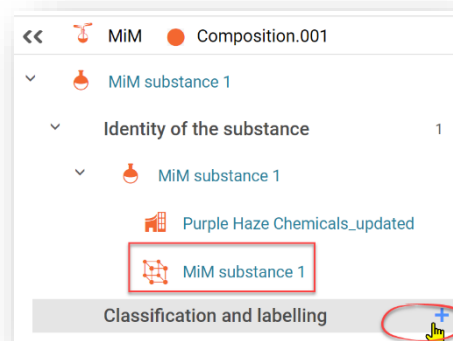 << MiM Composition.001
MiM substance 1
Identity of the substance 1
MiM substance 1
Purple Haze Chemicals_updated
MiM substance 1
Classification and labelling +